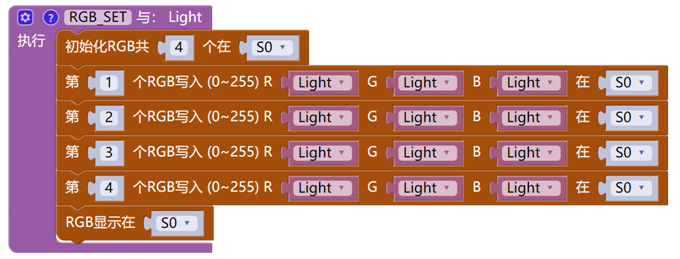 RGB_SET 与: Light
执行
初始化RGB共 4 个在 S0
第 1 个RGB写入 (0~255) R Light G Light B Light 在 S0
第 2 个RGB写入 (0~255) R Light G Light B Light 在 S0
第 3 个RGB写入 (0~255) R Light G Light B Light 在 S0
第 4 个RGB写入 (0~255) R Light G Light B Light 在 S0
RGB显示在 S0